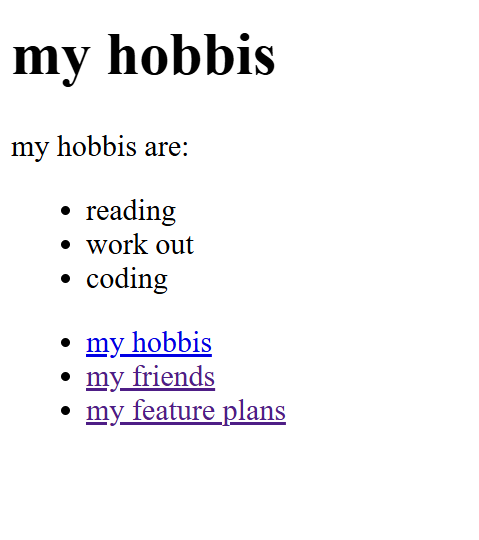 my hobbis
my hobbis are:
reading
work out
coding
my hobbis
my friends
my feature plans